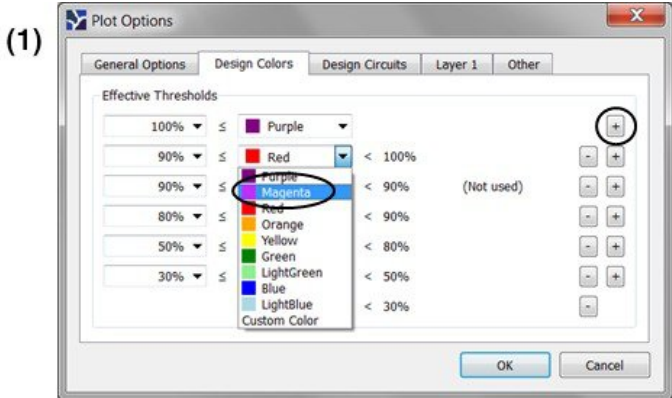 (1)
Plot Options
X
General Options Design Colors Design Circuits Layer 1 Other
Effective Thresholds
100% ≤ Purple +
90% ≤ Red < 100% - +
Purple
90% ≤ Magenta < 90% (Not used) - +
Red
80% ≤ Orange < 90% - +
Yellow
50% ≤ Green < 80% - +
30% ≤ LightGreen < 50% - +
Blue
LightBlue < 30% -
Custom Color
OK Cancel